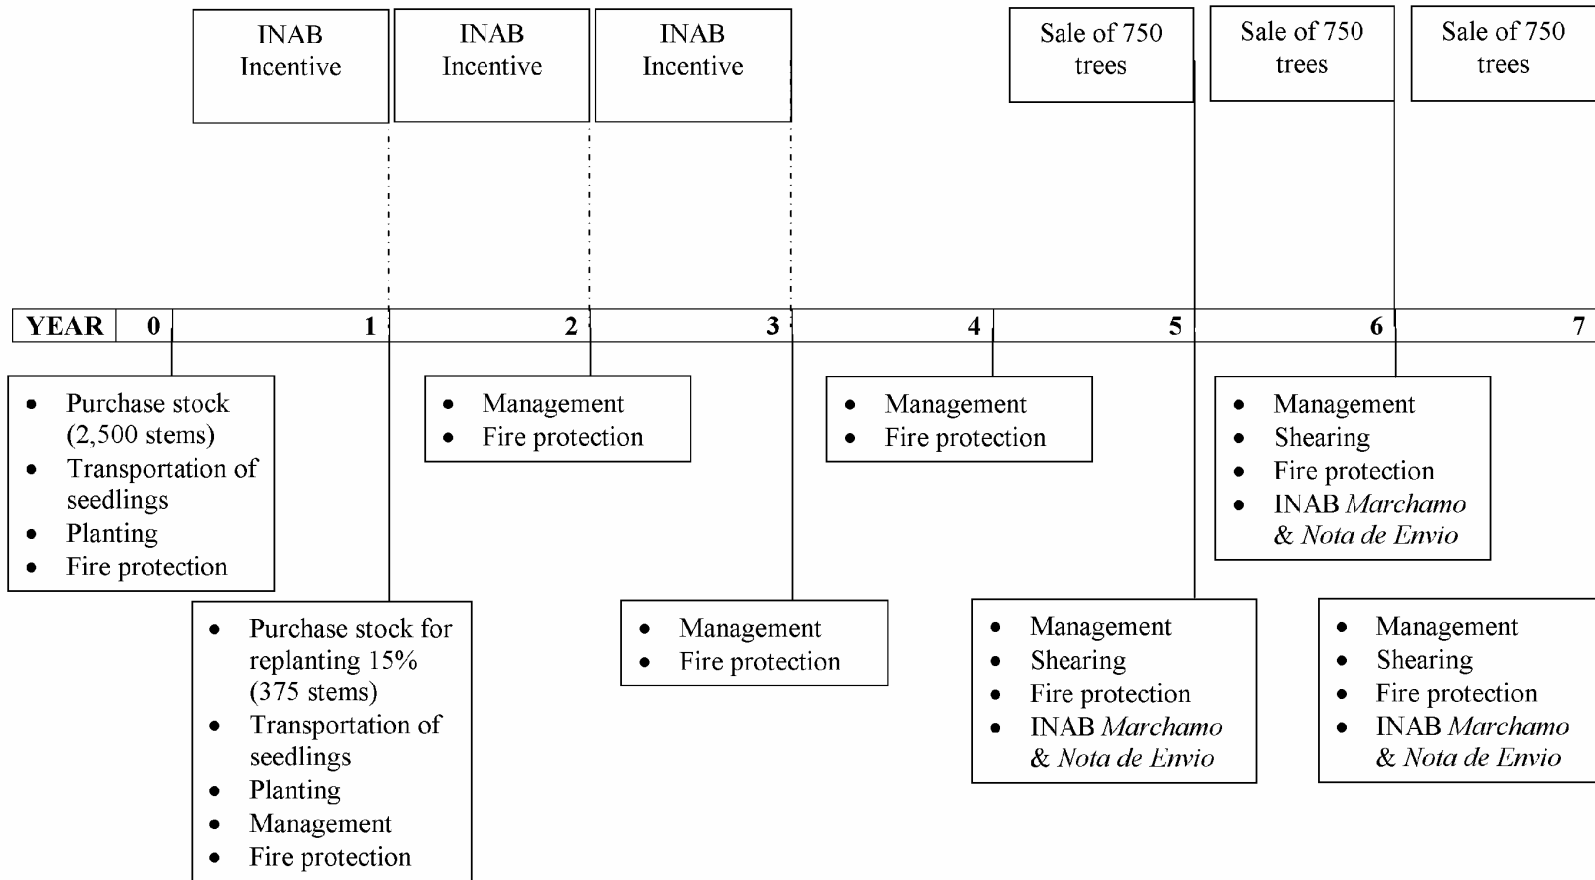 INAB
Incentive
INAB
Incentive
INAB
Incentive
Sale of 750
trees
Sale of 750
trees
Sale of 750
trees
YEAR 0 1 2 3 4 5 6 7
• Purchase stock
(2,500 stems)
• Transportation of
seedlings
• Planting
• Fire protection
• Purchase stock for
replanting 15%
(375 stems)
• Transportation of
seedlings
• Planting
• Management
• Fire protection
• Management
• Fire protection
• Management
• Fire protection
• Management
• Fire protection
• Management
• Shearing
• Fire protection
• INAB Marchamo
& Nota de Envio
• Management
• Shearing
• Fire protection
• INAB Marchamo
& Nota de Envio
• Management
• Shearing
• Fire protection
• INAB Marchamo
& Nota de Envio